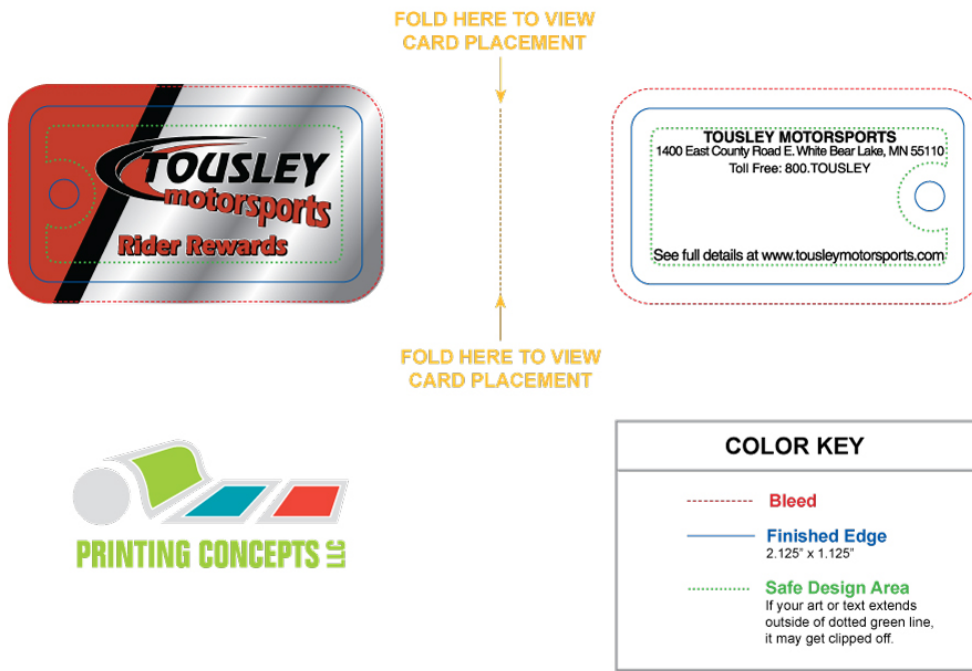 FOLD HERE TO VIEW
CARD PLACEMENT
TOUSLEY
motorsports
Rider Rewards
TOUSLEY MOTORSPORTS
1400 East County Road E. White Bear Lake, MN 55110
Toll Free: 800.TOUSLEY
See full details at www.tousleymotorsports.com
FOLD HERE TO VIEW
CARD PLACEMENT
PRINTING CONCEPTS LLC
COLOR KEY
Bleed
Finished Edge
2.125" x 1.125"
Safe Design Area
If your art or text extends
outside of dotted green line,
it may get clipped off.